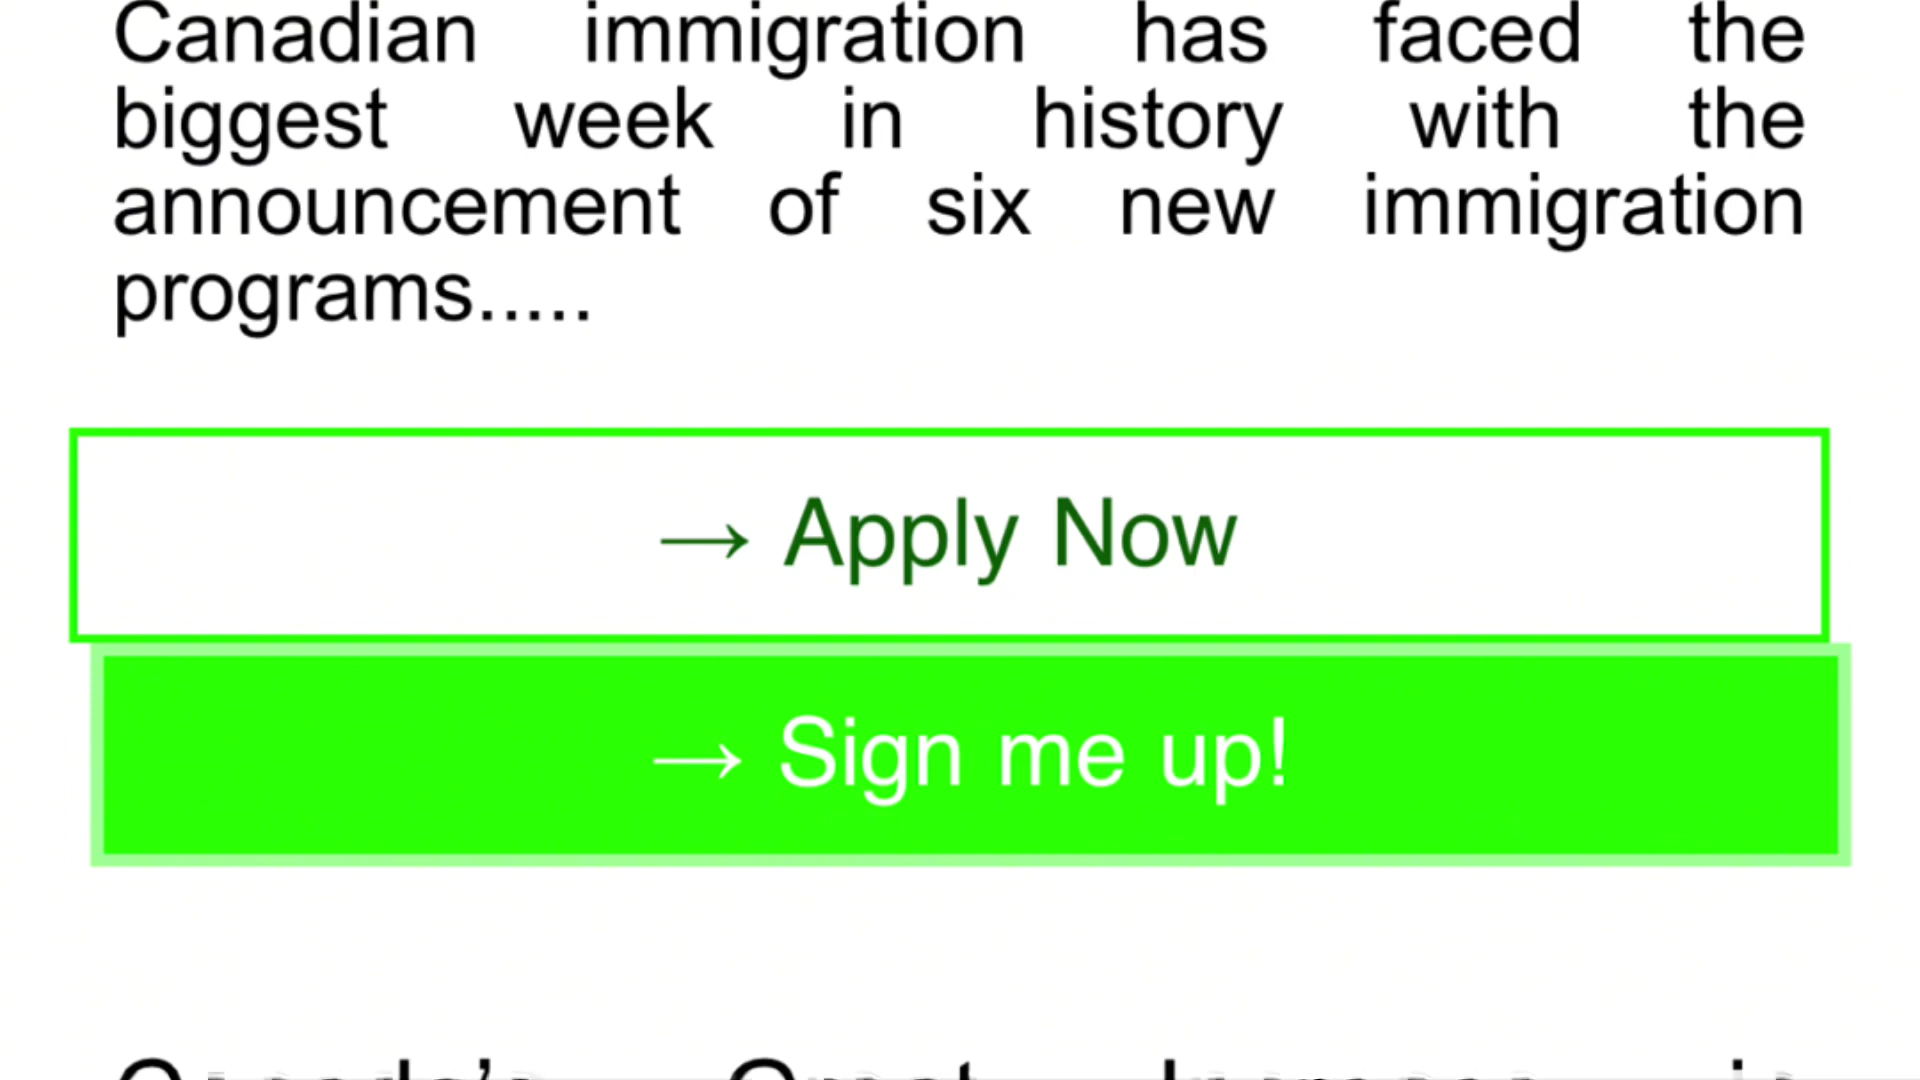 Canadian immigration has faced the
biggest week in history with the
announcement of six new immigration
programs.....
→ Apply Now
→ Sign me up!